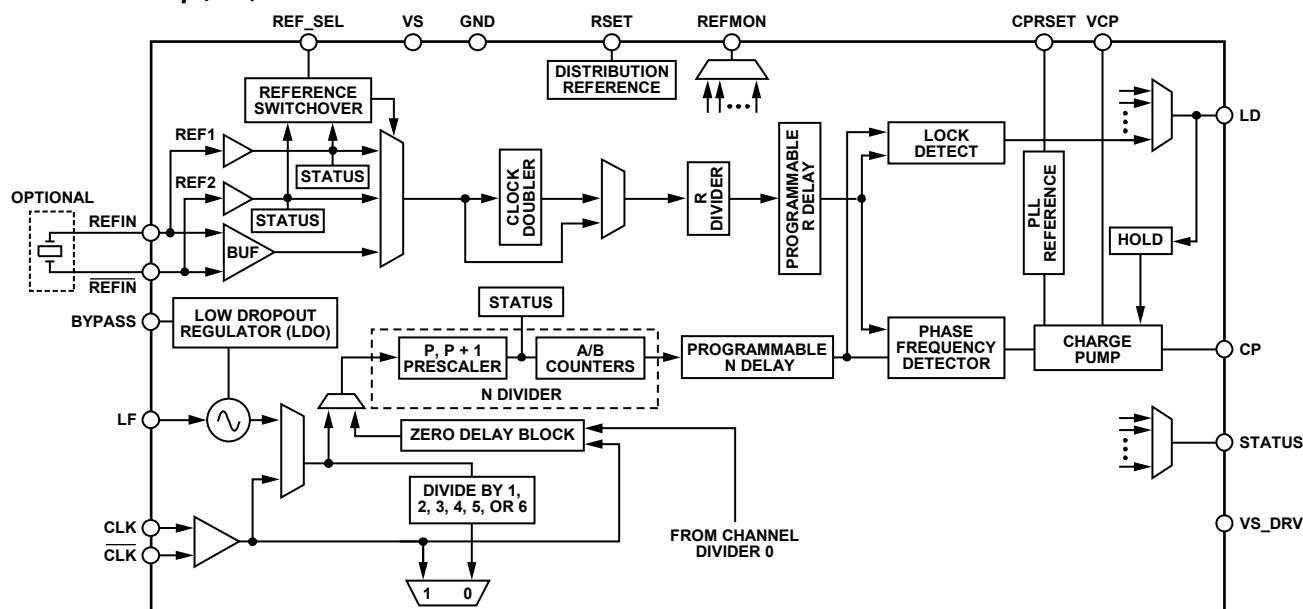 REF_SEL
VS
GND
RSET
REFMON
CPRSET
VCP
DISTRIBUTION
REFERENCE
REFERENCE
SWITCHOVER
REF1
STATUS
REF2
STATUS
OPTIONAL
REFIN
BUF
REFIN
CLOCK
DOUBLER
R
DIVIDER
PROGRAMMABLE
R DELAY
LOCK
DETECT
LD
PLL
REFERENCE
HOLD
BYPASS
LOW DROPOUT
REGULATOR (LDO)
STATUS
P, P + 1
PRESCALER
A/B
COUNTERS
N DIVIDER
PROGRAMMABLE
N DELAY
PHASE
FREQUENCY
DETECTOR
CHARGE
PUMP
CP
LF
ZERO DELAY BLOCK
STATUS
DIVIDE BY 1,
2, 3, 4, 5, OR 6
CLK
CLK
FROM CHANNEL
DIVIDER 0
VS_DRV
1 0